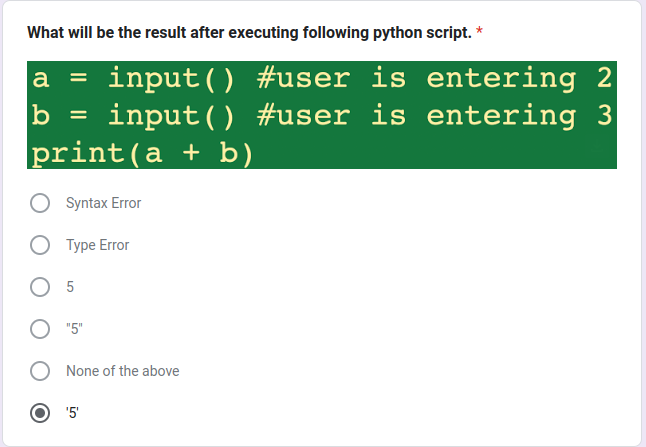 What will be the result after executing following python script. *
a = input() #user is entering 2
b = input() #user is entering 3
print(a + b)
Syntax Error
Type Error
5
"5"
None of the above
'5'